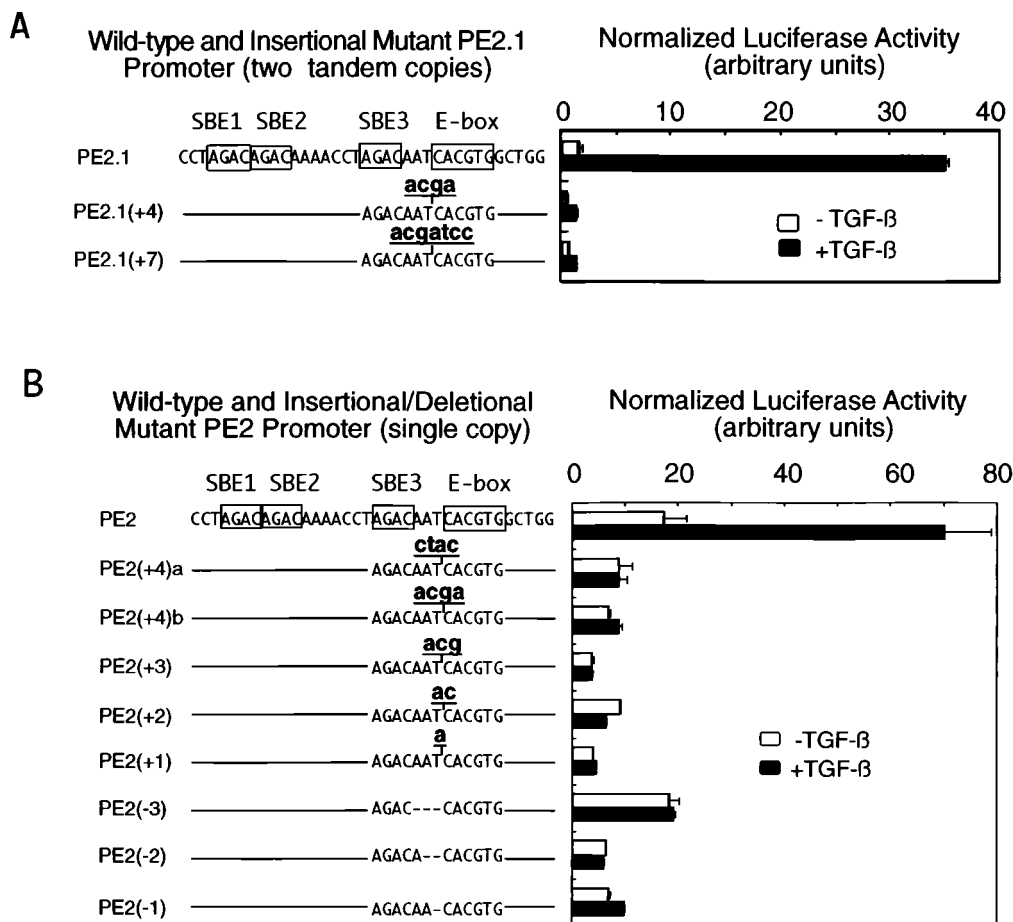 A
Wild-type and Insertional Mutant PE2.1
Promoter (two tandem copies)
Normalized Luciferase Activity
(arbitrary units)
SBE1 SBE2 SBE3 E-box
0 10 20 30 40
PE2.1 CCTAGACAGACAAAACCTAGACAATCACGTGGCTGG
acga
PE2.1(+4) AGACAATCACGTG
acgatcc
PE2.1(+7) AGACAATCACGTG
- TGF-ß
+TGF-ß
B
Wild-type and Insertional/Deletional
Mutant PE2 Promoter (single copy)
Normalized Luciferase Activity
(arbitrary units)
SBE1 SBE2 SBE3 E-box
0 20 40 60 80
PE2 CCTAGACAGACAAAACCTAGACAATCACGTGGCTGG
ctac
PE2(+4)a AGACAATCACGTG
acga
PE2(+4)b AGACAATCACGTG
acg
PE2(+3) AGACAATCACGTG
ac
PE2(+2) AGACAATCACGTG
a
PE2(+1) AGACAATCACGTG
-TGF-ß
+TGF-ß
PE2(-3) AGAC---CACGTG
PE2(-2) AGACA--CACGTG
PE2(-1) AGACAA-CACGTG